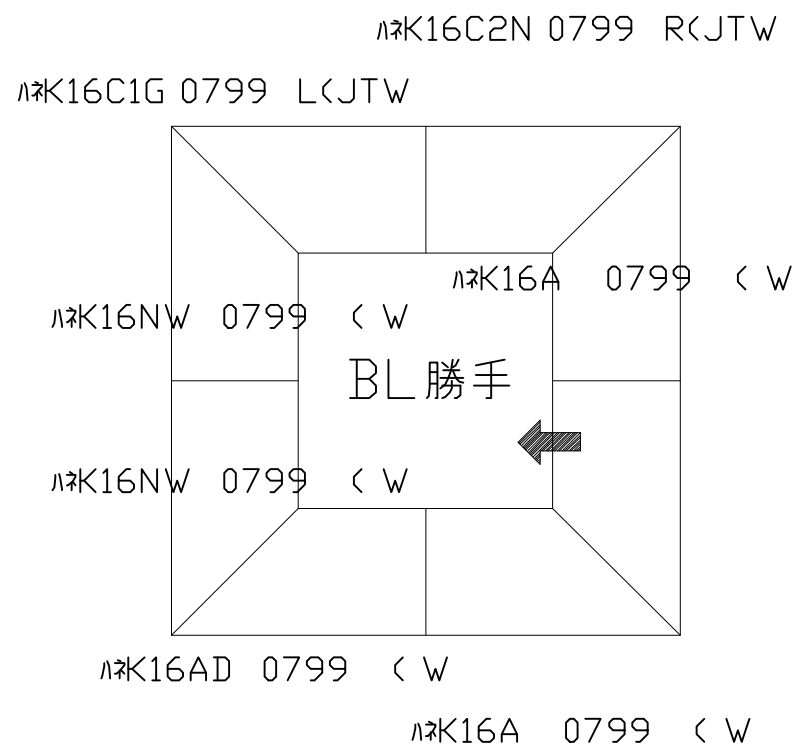 ﾊﾈK16C2N 0799 R(JTW
ﾊﾈK16C1G 0799 L(JTW
ﾊﾈK16A 0799 ( W
ﾊﾈK16NW 0799 ( W
BL勝手
ﾊﾈK16NW 0799 ( W
ﾊﾈK16AD 0799 ( W
ﾊﾈK16A 0799 ( W